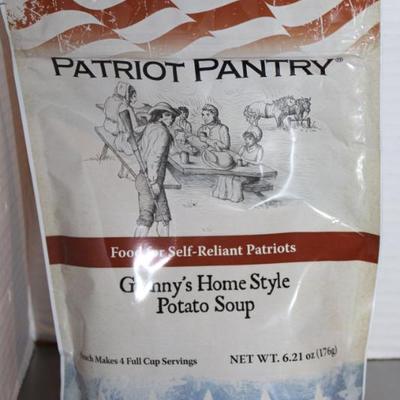 PATRIOT PANTRY®
Food for Self-Reliant Patriots
Granny's Home Style
Potato Soup
Pouch Makes 4 Full Cup Servings
NET WT. 6.21 oz (176g)